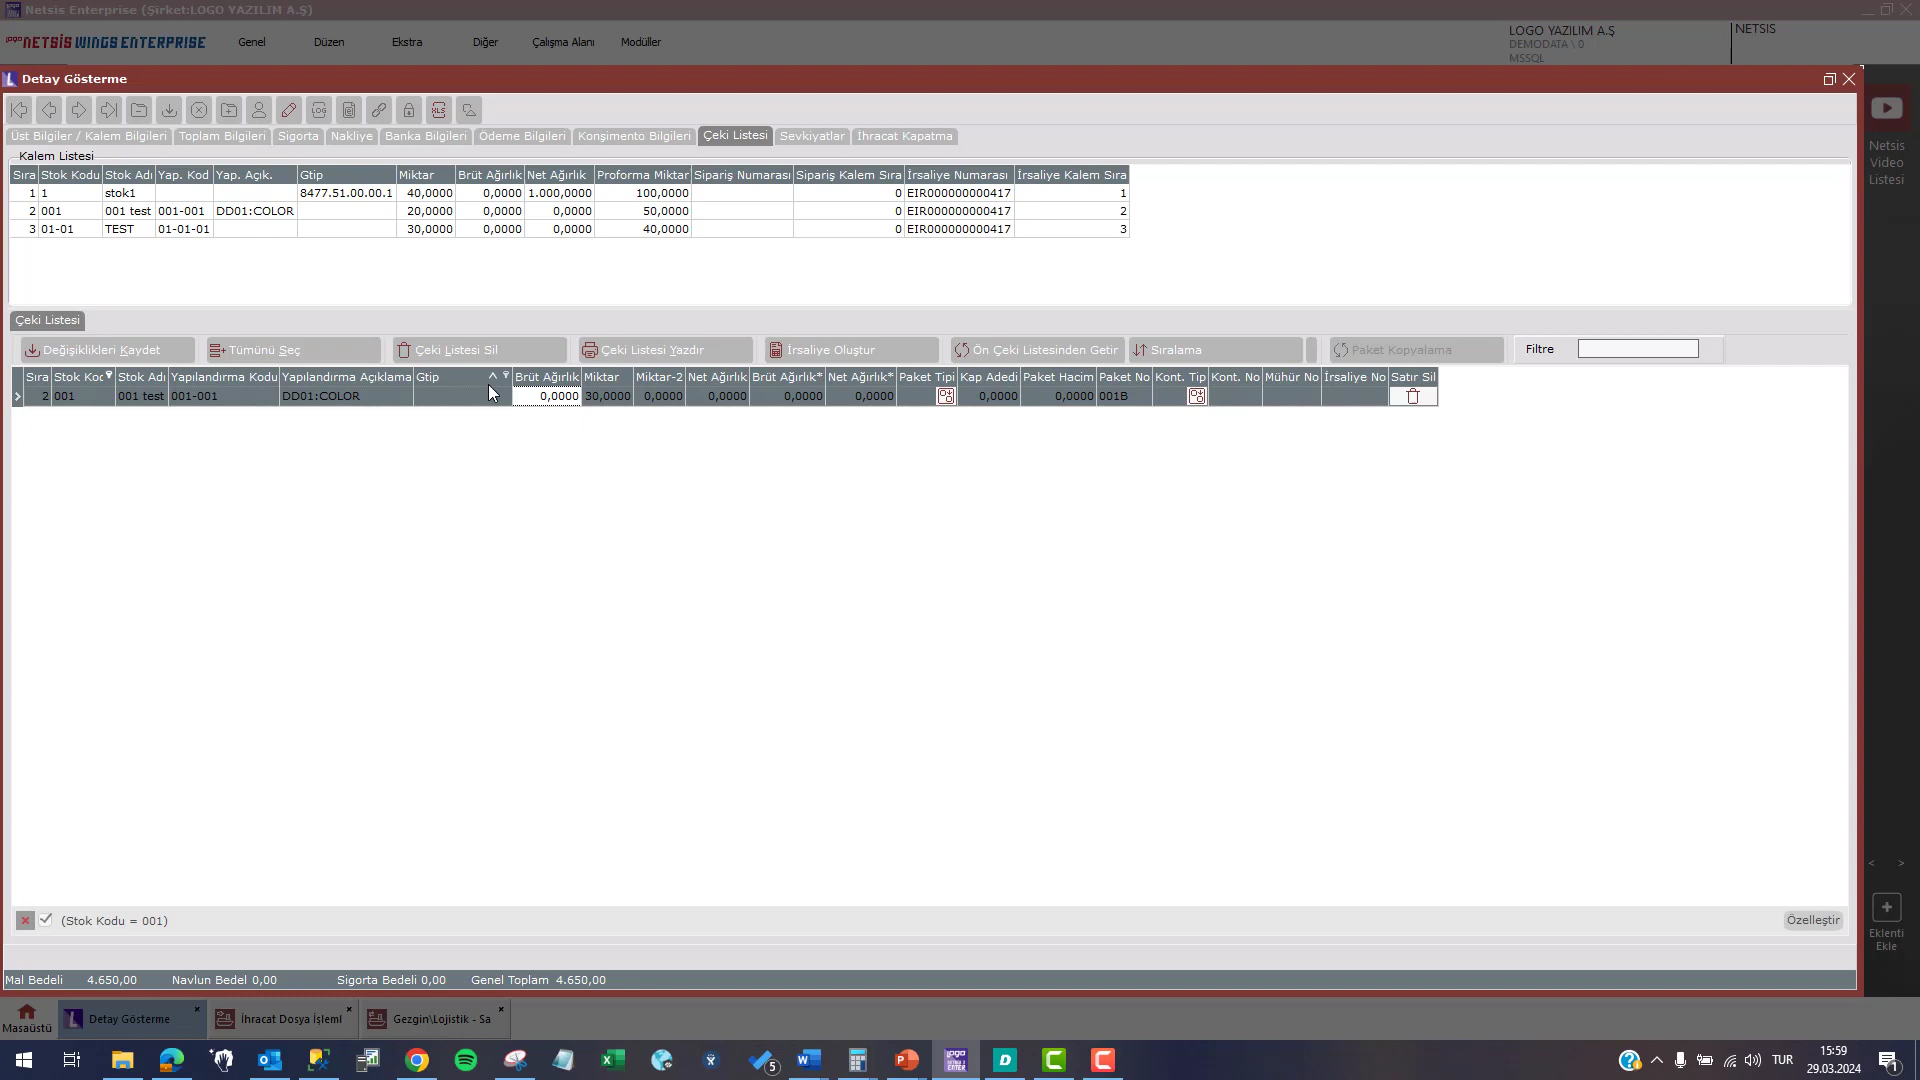 Netsis Enterprise (Şirket:LOGO YAZILIM A.Ş)
logo NETSİS WINGS ENTERPRISE
Genel Düzen Ekstra Diğer Çalışma Alanı Modüller
LOGO YAZILIM A.Ş
DEMODATA \ 0
MSSQL
NETSIS
Detay Gösterme
Üst Bilgiler / Kalem Bilgileri Toplam Bilgileri Sigorta Nakliye Banka Bilgileri Ödeme Bilgileri Konşimento Bilgileri Çeki Listesi Sevkiyatlar İhracat Kapatma
Kalem Listesi
Sıra Stok Kodu Stok Adı Yap. Kod Yap. Açık. Gtip Miktar Brüt Ağırlık Net Ağırlık Proforma Miktar Sipariş Numarası Sipariş Kalem Sıra İrsaliye Numarası İrsaliye Kalem Sıra
1 1 stok1 8477.51.00.00.1 40,0000 0,0000 1.000,0000 100,0000 0 EIR000000000417 1
2 001 001 test 001-001 DD01:COLOR 20,0000 0,0000 0,0000 50,0000 0 EIR000000000417 2
3 01-01 TEST 01-01-01 30,0000 0,0000 0,0000 40,0000 0 EIR000000000417 3
Çeki Listesi
Değişiklikleri Kaydet Tümünü Seç Çeki Listesi Sil Çeki Listesi Yazdır İrsaliye Oluştur Ön Çeki Listesinden Getir Sıralama Paket Kopyalama Filtre
Sıra Stok Koc Stok Adı Yapılandırma Kodu Yapılandırma Açıklama Gtip Brüt Ağırlık Miktar Miktar-2 Net Ağırlık Brüt Ağırlık* Net Ağırlık* Paket Tipi Kap Adedi Paket Hacim Paket No Kont. Tip Kont. No Mühür No İrsaliye No Satır Sil
2 001 001 test 001-001 DD01:COLOR 0,0000 30,0000 0,0000 0,0000 0,0000 0,0000 0,0000 0,0000 001B
(Stok Kodu = 001)
Özelleştir
Mal Bedeli 4.650,00 Navlun Bedel 0,00 Sigorta Bedeli 0,00 Genel Toplam 4.650,00
Netsis
Video
Listesi
< >
Eklenti
Ekle
Masaüstü
Detay Gösterme
İhracat Dosya İşleml
Gezgin\Lojistik - Sa
5
TUR
15:59
29.03.2024
1